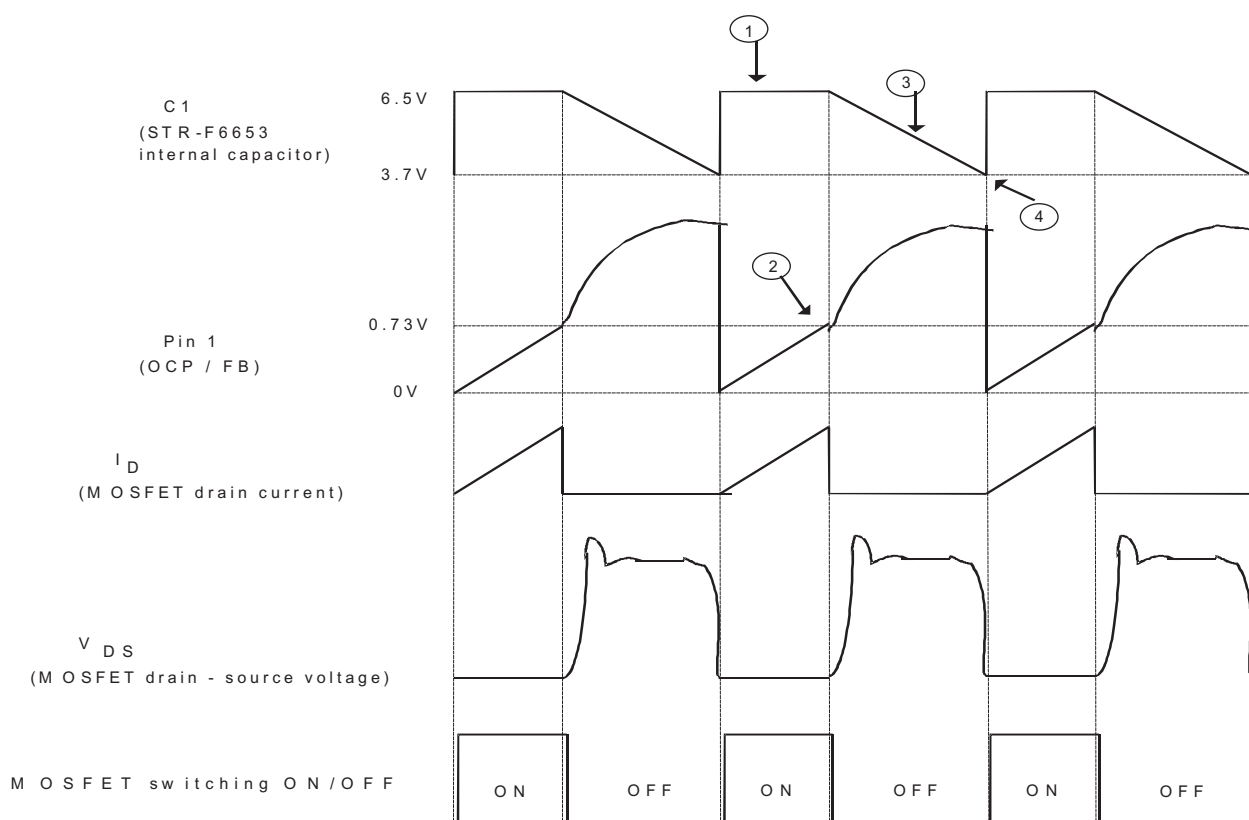 1
C1
(STR-F6653
internal capacitor)
6.5V
3
3.7V
4
2
Pin 1
(OCP / FB)
0.73V
0V
ID
(MOSFET drain current)
VDS
(MOSFET drain - source voltage)
MOSFET switching ON/OFF
ON
OFF
ON
OFF
ON
OFF